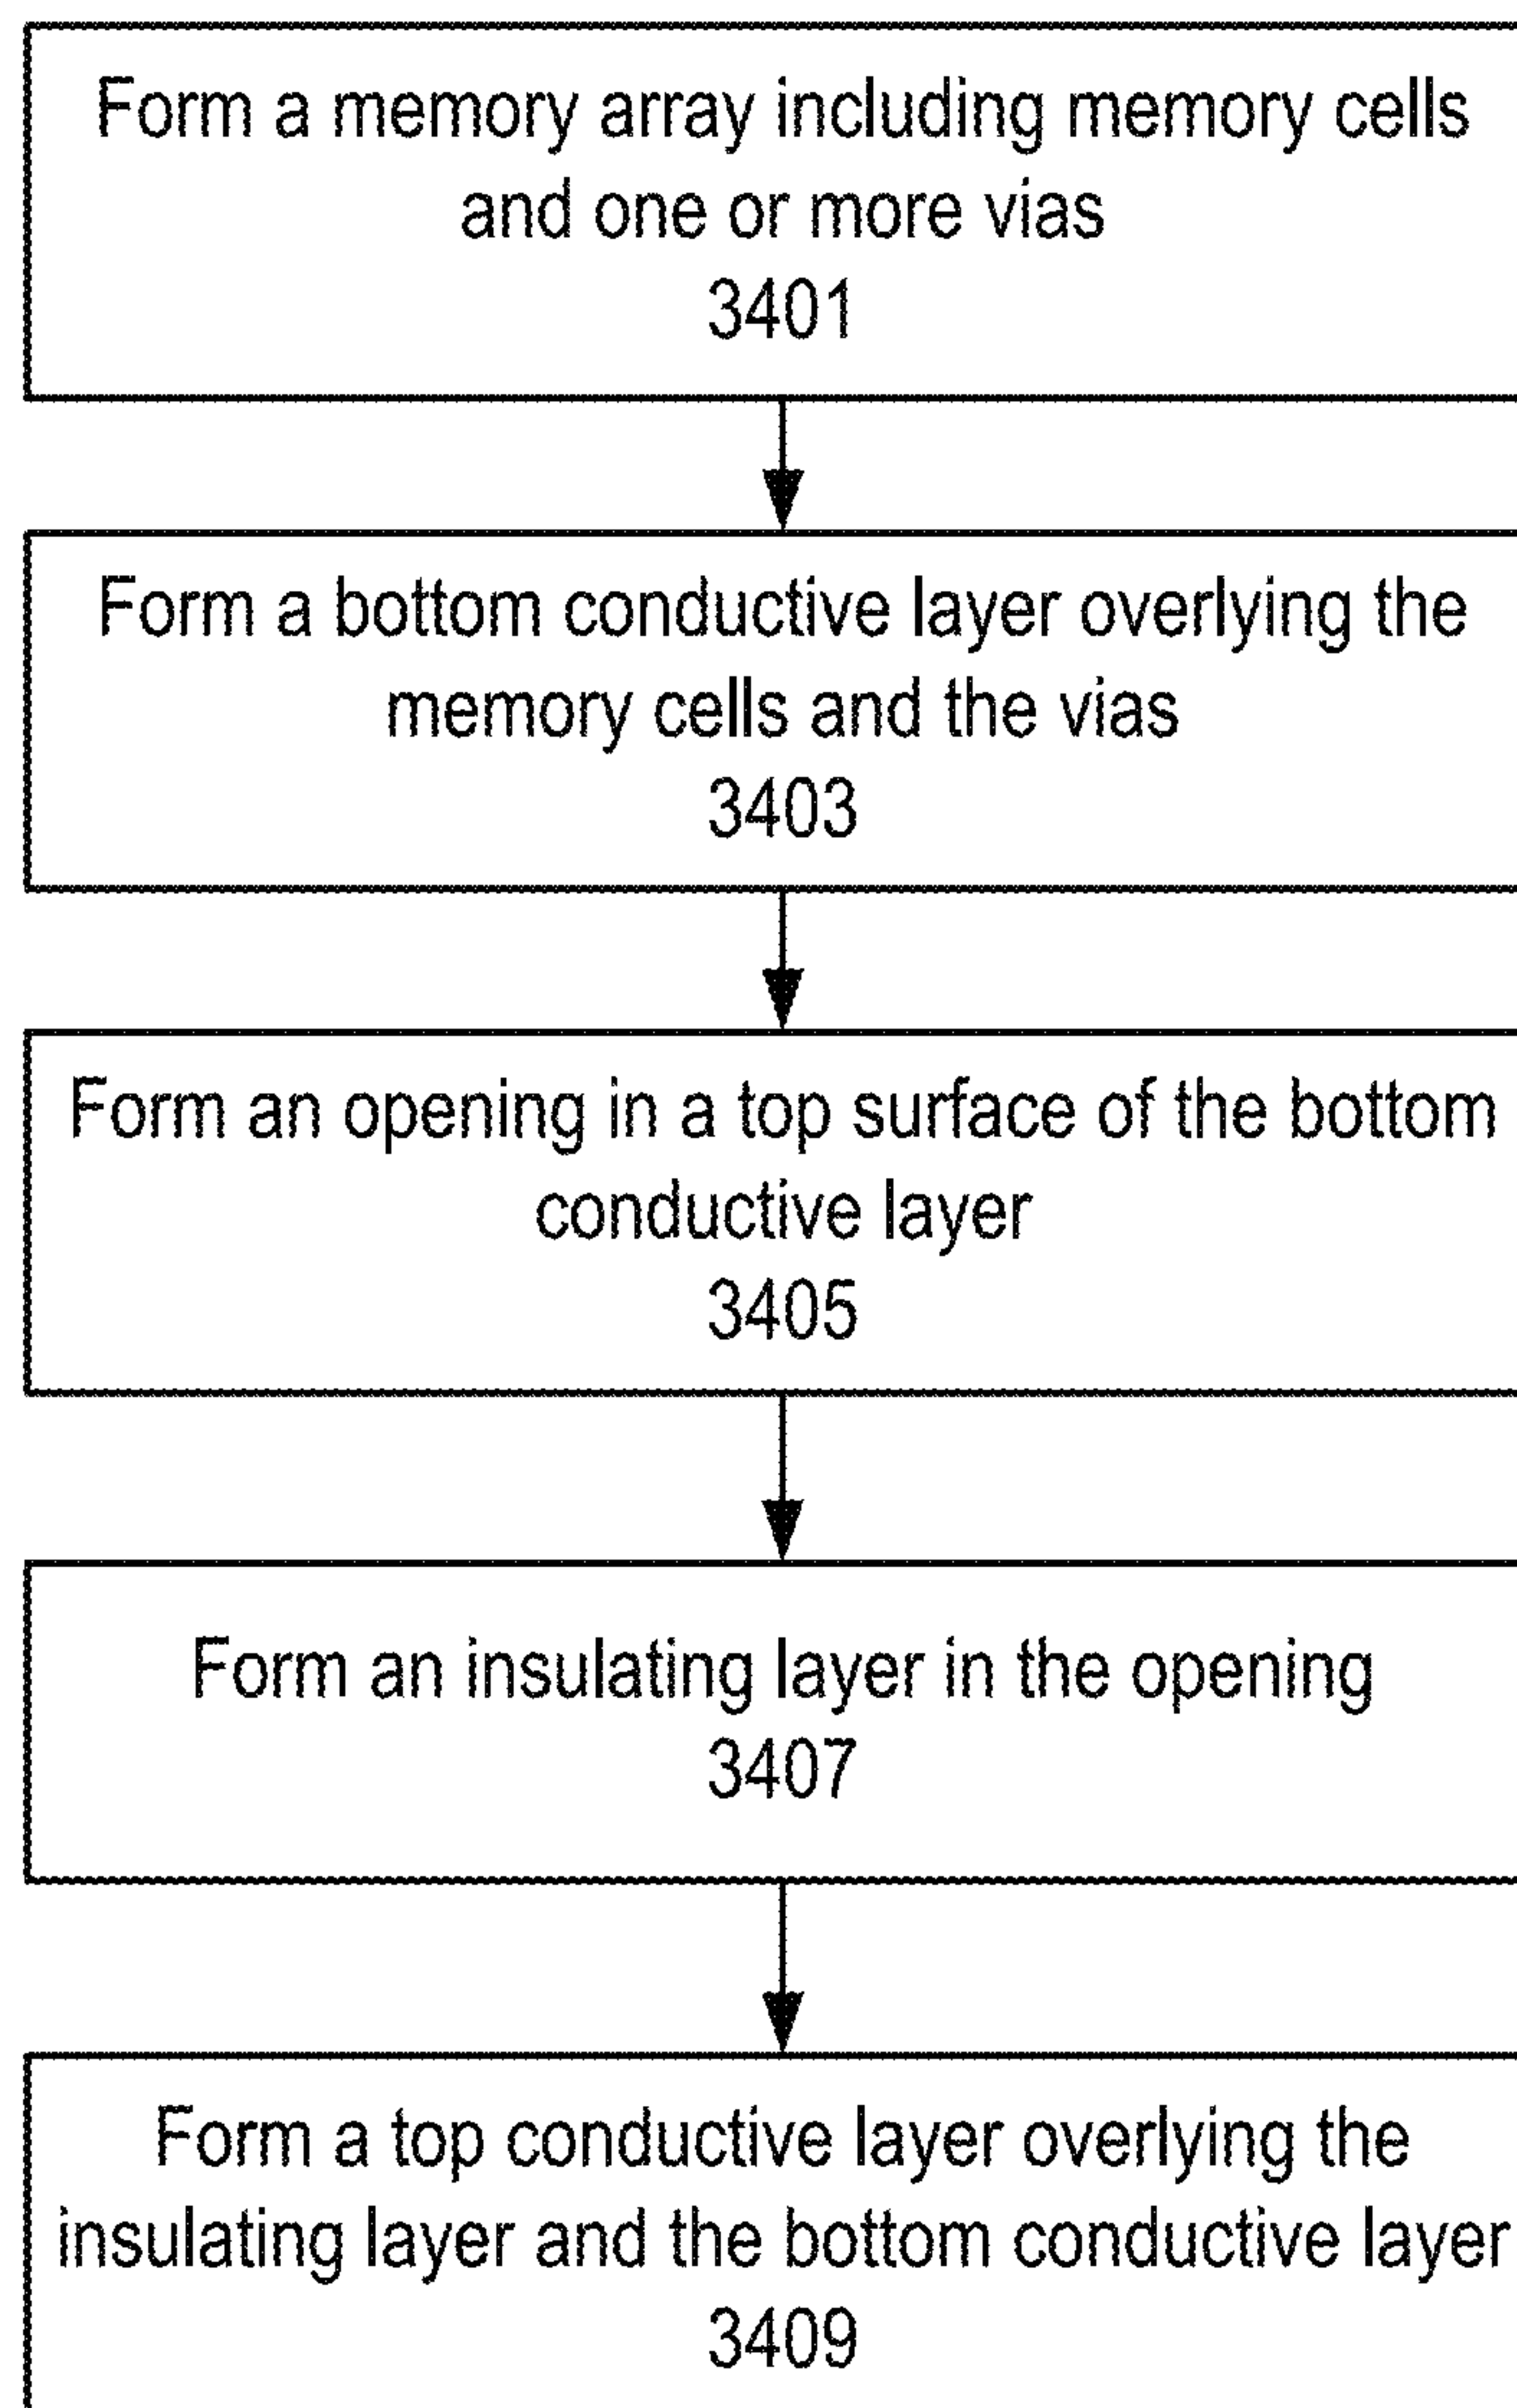 Form a memory array including memory cells
and one or more vias
3401
Form a bottom conductive layer overlying the
memory cells and the vias
3403
Form an opening in a top surface of the bottom
conductive layer
3405
Form an insulating layer in the opening
3407
Form a top conductive layer overlying the
insulating layer and the bottom conductive layer
3409